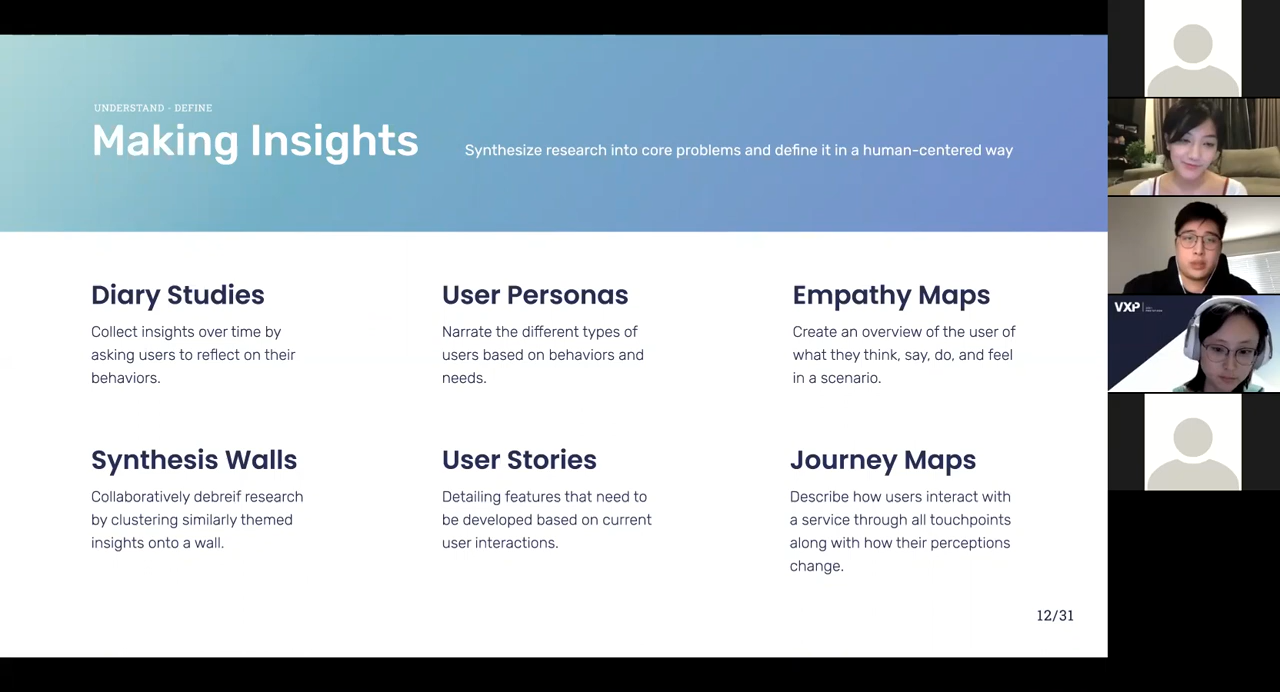 UNDERSTAND - DEFINE
Making Insights
Synthesize research into core problems and define it in a human-centered way
Diary Studies
Collect insights over time by
asking users to reflect on their
behaviors.
User Personas
Narrate the different types of
users based on behaviors and
needs.
Empathy Maps
Create an overview of the user of
what they think, say, do, and feel
in a scenario.
Synthesis Walls
Collaboratively debreif research
by clustering similarly themed
insights onto a wall.
User Stories
Detailing features that need to
be developed based on current
user interactions.
Journey Maps
Describe how users interact with
a service through all touchpoints
along with how their perceptions
change.
12/31
VXP